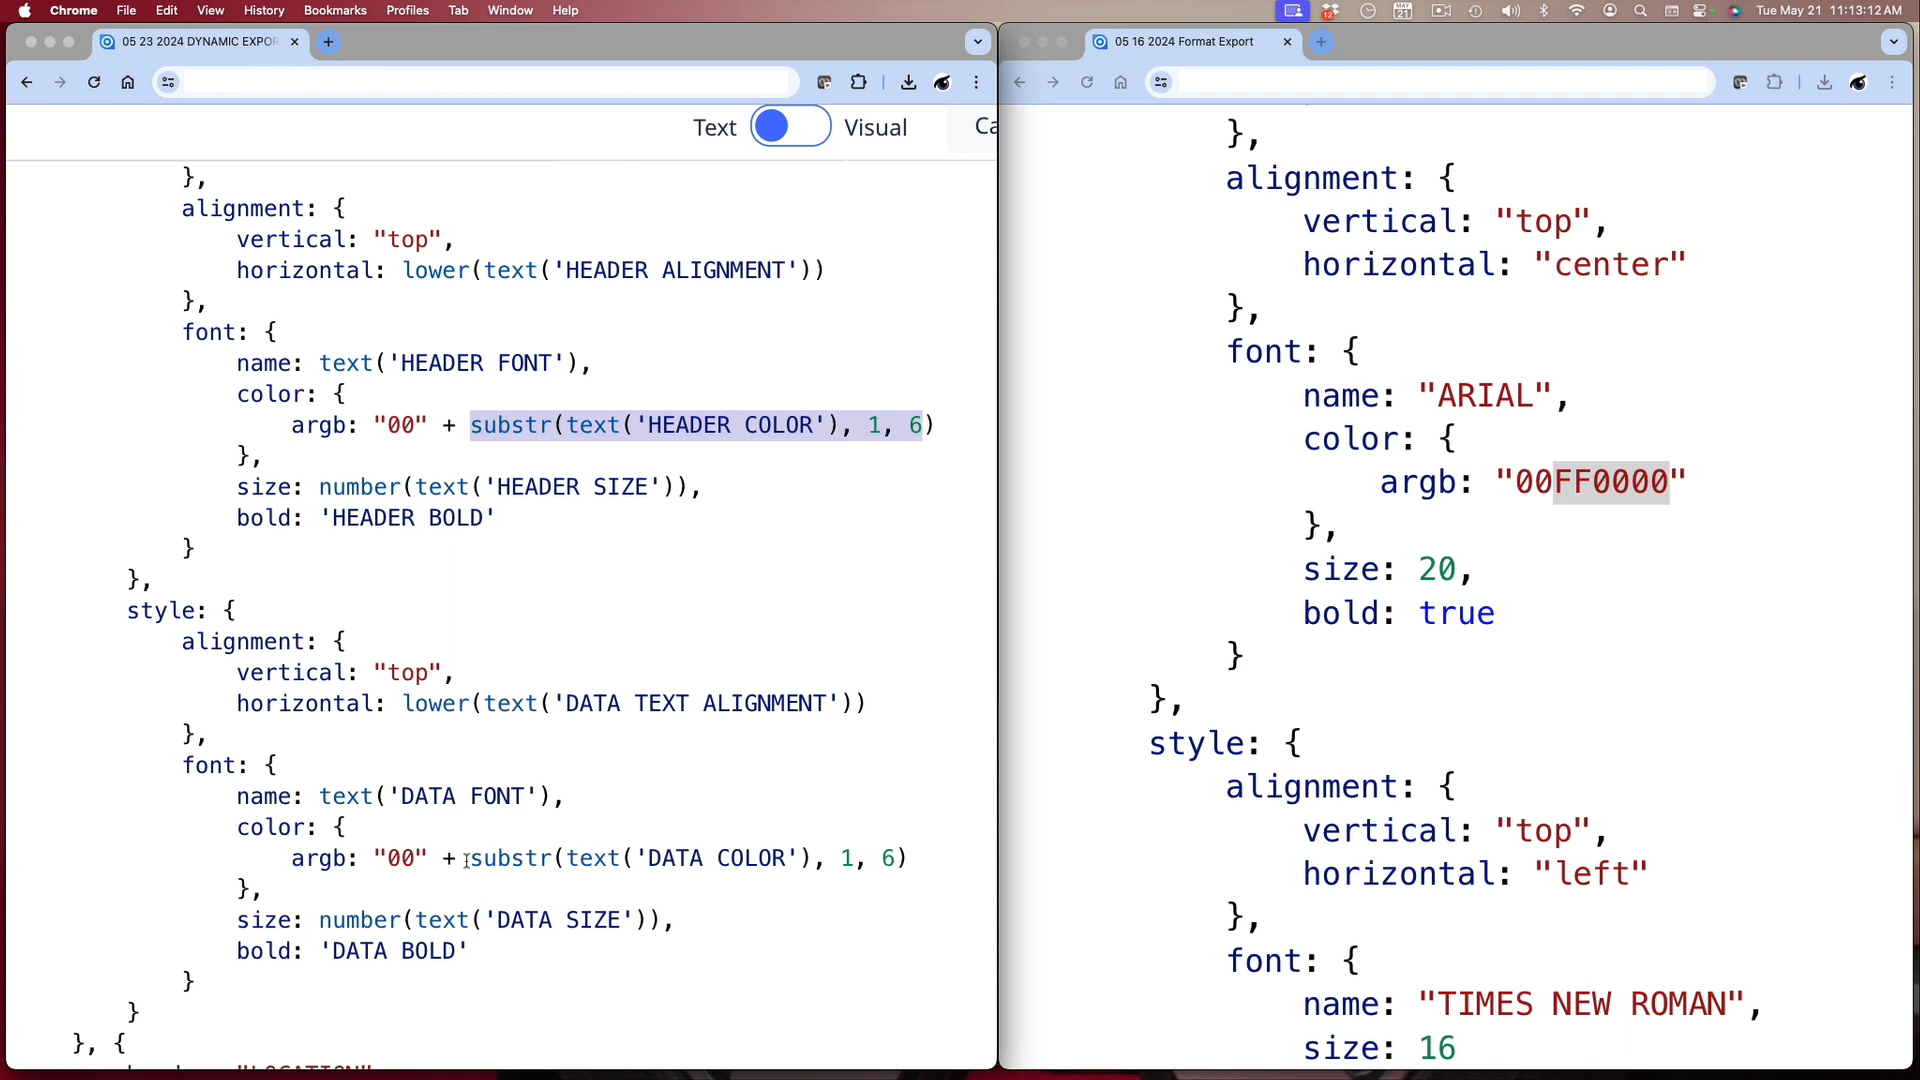 Chrome File Edit View History Bookmarks Profiles Tab Window Help
12
MAY
21
Tue May 21 11:13:12 AM
05 23 2024 DYNAMIC EXPOR
Text Visual Ca
},
alignment: {
vertical: "top",
horizontal: lower(text('HEADER ALIGNMENT'))
},
font: {
name: text('HEADER FONT'),
color: {
argb: "00" + substr(text('HEADER COLOR'), 1, 6)
},
size: number(text('HEADER SIZE')),
bold: 'HEADER BOLD'
}
},
style: {
alignment: {
vertical: "top",
horizontal: lower(text('DATA TEXT ALIGNMENT'))
},
font: {
name: text('DATA FONT'),
color: {
argb: "00" + substr(text('DATA COLOR'), 1, 6)
},
size: number(text('DATA SIZE')),
bold: 'DATA BOLD'
}
}
}, {
"LOCATION"
05 16 2024 Format Export
},
alignment: {
vertical: "top",
horizontal: "center"
},
font: {
name: "ARIAL",
color: {
argb: "00FF0000"
},
size: 20,
bold: true
}
},
style: {
alignment: {
vertical: "top",
horizontal: "left"
},
font: {
name: "TIMES NEW ROMAN",
size: 16